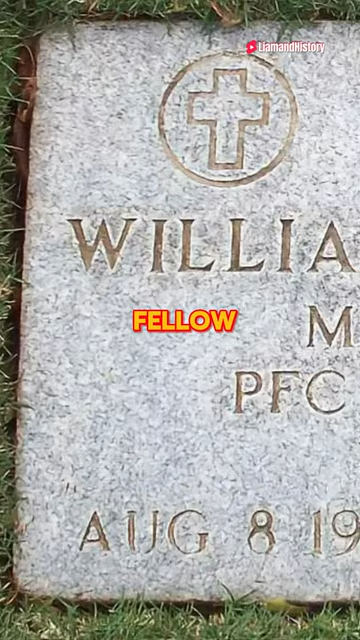 LiamandHistory
WILLIA
FELLOW
M
PFC
AUG 8 19